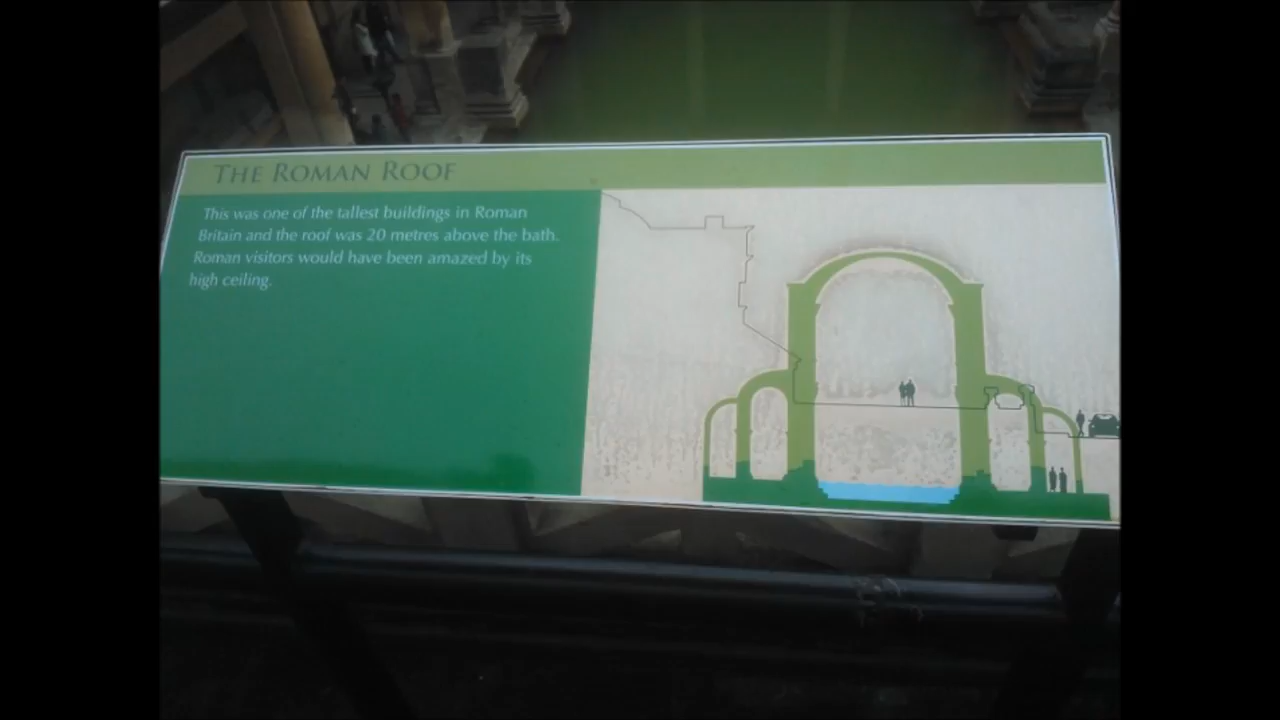 THE ROMAN ROOF
This was one of the tallest buildings in Roman
Britain and the roof was 20 metres above the bath.
Roman visitors would have been amazed by its
high ceiling.